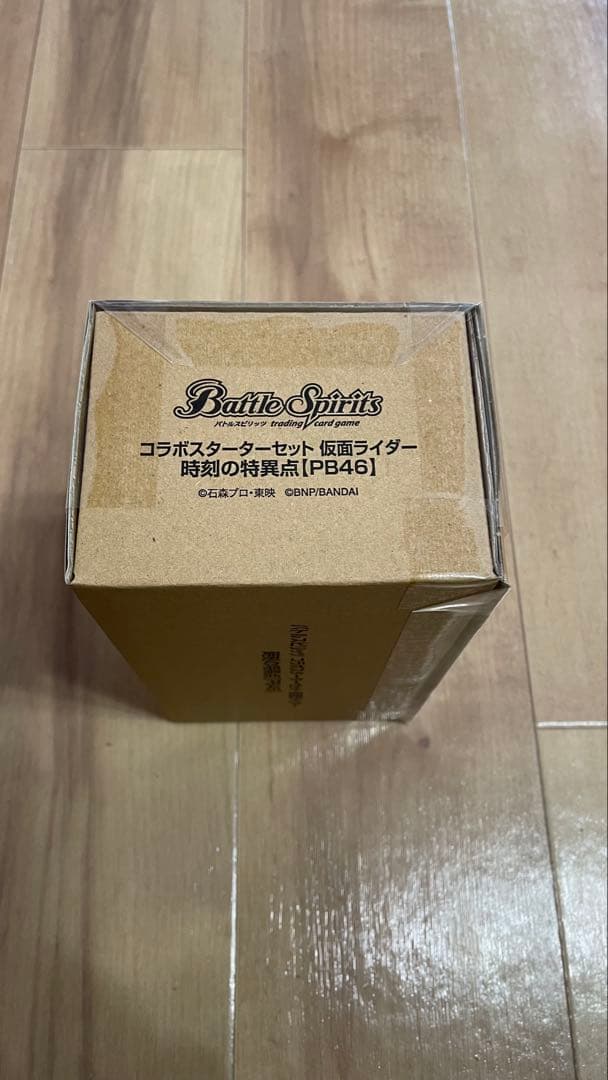 Battle Spirits
バトルスピリッツ trading card game
コラボスターターセット 仮面ライダー
時刻の特異点【PB46】
©石森プロ・東映 ©BNP/BANDAI